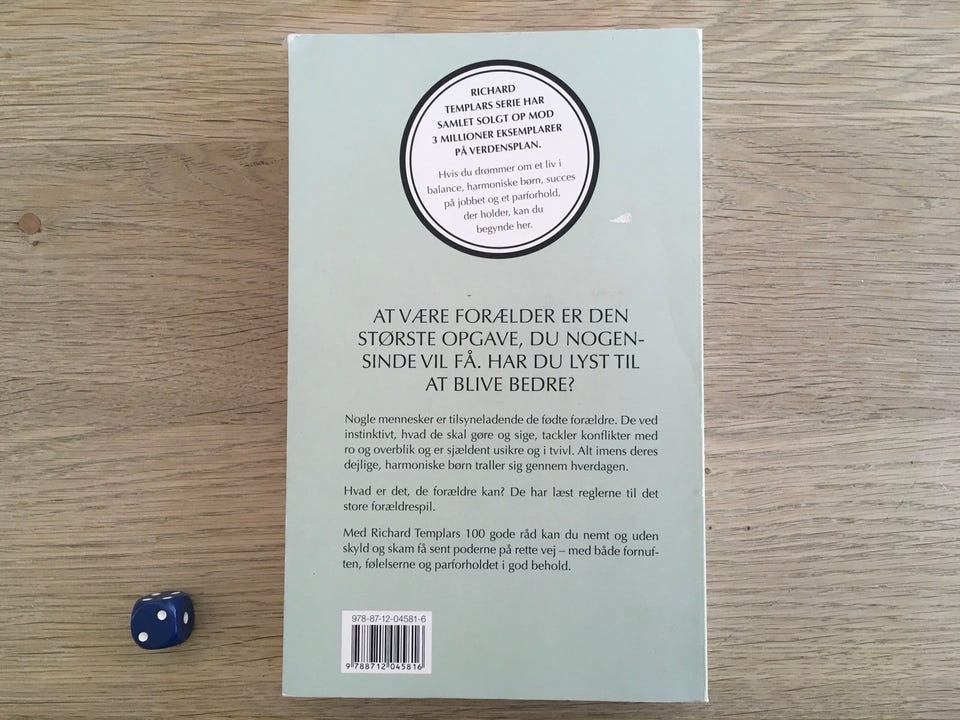 RICHARD
TEMPLARS SERIE HAR
SAMLET SOLGT OP MOD
3 MILLIONER EKSEMPLARER
PÅ VERDENSPLAN.
Hvis du drømmer om et liv i
balance, harmoniske børn, succes
på jobbet og et parforhold,
der holder, kan du
begynde her.
AT VÆRE FORÆLDER ER DEN
STØRSTE OPGAVE, DU NOGEN-
SINDE VIL FÅ. HAR DU LYST TIL
AT BLIVE BEDRE?
Nogle mennesker er tilsyneladende de fødte forældre. De ved
instinktivt, hvad de skal gøre og sige, tackler konflikter med
ro og overblik og er sjældent usikre og i tvivl. Alt imens deres
dejlige, harmoniske børn traller sig gennem hverdagen.
Hvad er det, de forældre kan? De har læst reglerne til det
store forældrespil.
Med Richard Templars 100 gode råd kan du nemt og uden
skyld og skam få sent poderne på rette vej – med både fornuf-
ten, følelserne og parforholdet i god behold.
978-87-12-04581-6
9 788712 045816